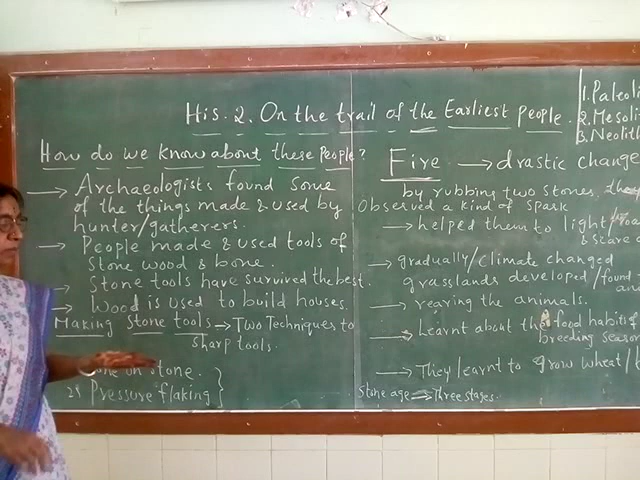 His. 2. On the trail of the Earliest people.
1. Paleoli
2. Mesolit
3. Neolith
How do we know about these People?
→ Archaeologists found some
of the things made & used by
hunter/gatherers.
→ People made & used tools of
stone wood & bone.
→ Stone tools have survived the best.
→ Wood is used to build houses.
Making Stone tools → Two Techniques to
sharp tools.
on stone.
2) Pressure flaking}
Fire → drastic change
by rubbing two stones, they
Observed a kind of spark
→ helped them to light/roa
& scare
→ gradually/climate changed
grasslands developed/found
→ rearing the animals.
→ Learnt about the food habits of
breeding season
→ They learnt to grow wheat/
Stone age → Three stages.